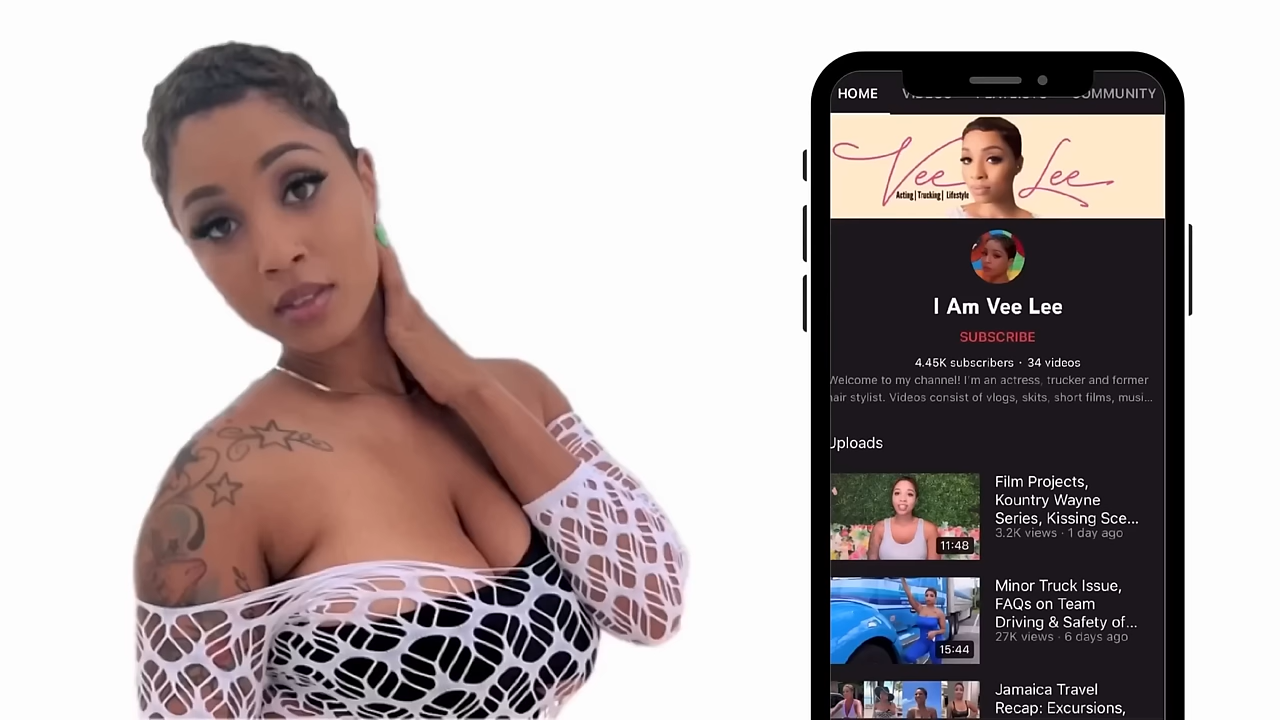 HOME
COMMUNITY
Vee Lee
Acting | Trucking | Lifestyle
I Am Vee Lee
SUBSCRIBE
4.45K subscribers · 34 videos
Welcome to my channel! I'm an actress, trucker and former
hair stylist. Videos consist of vlogs, skits, short films, musi...
Uploads
Film Projects,
Kountry Wayne
Series, Kissing Sce...
3.2K views · 1 day ago
11:48
Minor Truck Issue,
FAQs on Team
Driving & Safety of...
27K views · 6 days ago
15:44
Jamaica Travel
Recap: Excursions,